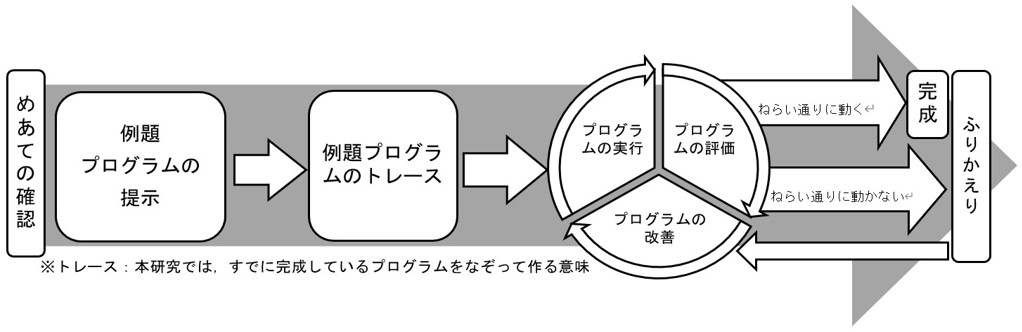 めあての確認
例題
プログラムの
提示
例題プログラ
ムのトレース
プログラ
ムの実行
プログラ
ムの評価
プログラムの
改善
ねらい通りに動く↵
ねらい通りに動かない↵
完成
ふりかえり
※トレース：本研究では，すでに完成しているプログラムをなぞって作る意味